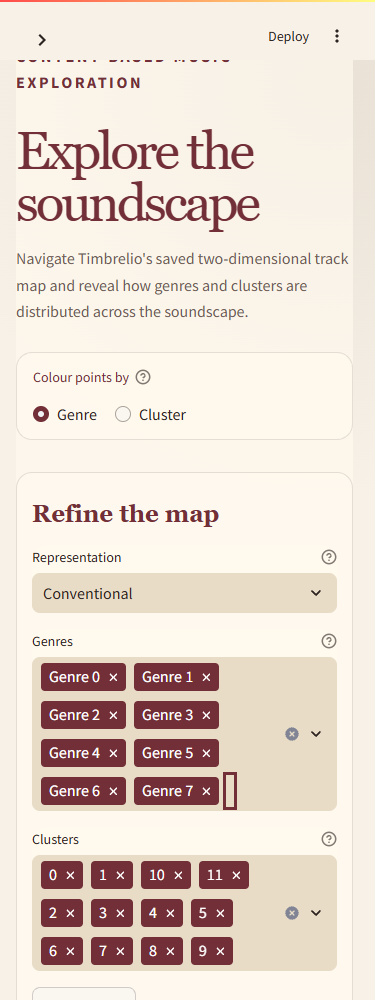 Deploy
CONTENT-BASED MUSIC
EXPLORATION
Explore the
soundscape
Navigate Timbrelio's saved two-dimensional track
map and reveal how genres and clusters are
distributed across the soundscape.
Colour points by
Genre Cluster
Refine the map
Representation
Conventional
Genres
Genre 0 Genre 1
Genre 2 Genre 3
Genre 4 Genre 5
Genre 6 Genre 7
Clusters
0 1 10 11
2 3 4 5
6 7 8 9